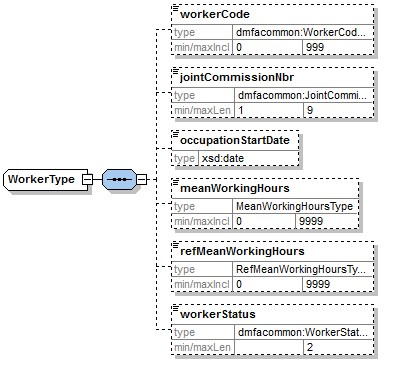 workerCode
type dmfacommon:WorkerCod...
min/maxIncl 0 999
jointCommissionNbr
type dmfacommon:JointCommi...
min/maxLen 1 9
occupationStartDate
type xsd:date
WorkerType
meanWorkingHours
type MeanWorkingHoursType
min/maxIncl 0 9999
refMeanWorkingHours
type RefMeanWorkingHoursTy...
min/maxIncl 0 9999
workerStatus
type dmfacommon:WorkerStat...
min/maxLen 2